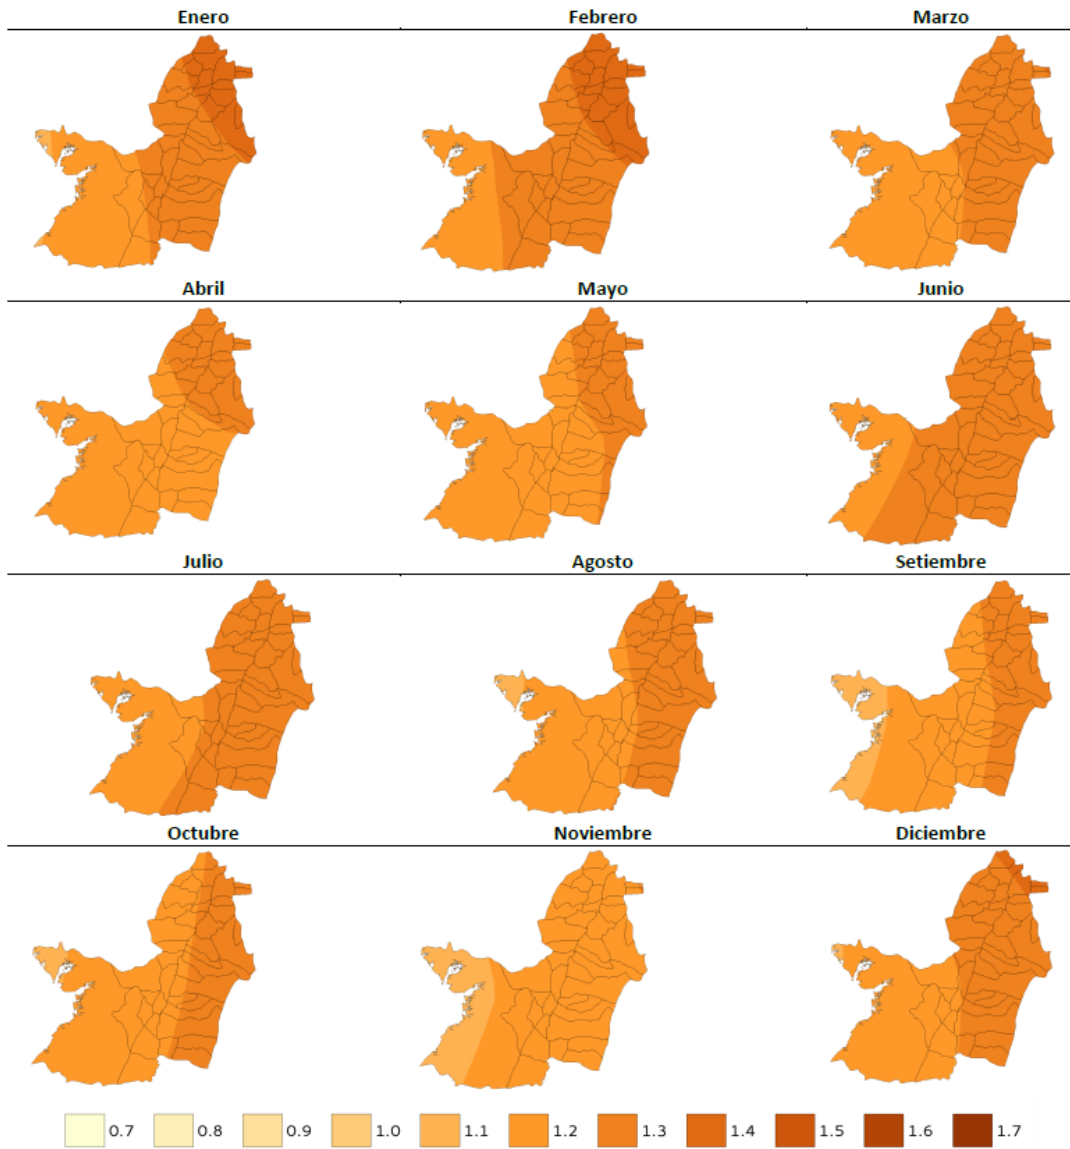 Enero Febrero Marzo
Abril Mayo Junio
Julio Agosto Setiembre
Octubre Noviembre Diciembre
0.7 0.8 0.9 1.0 1.1 1.2 1.3 1.4 1.5 1.6 1.7